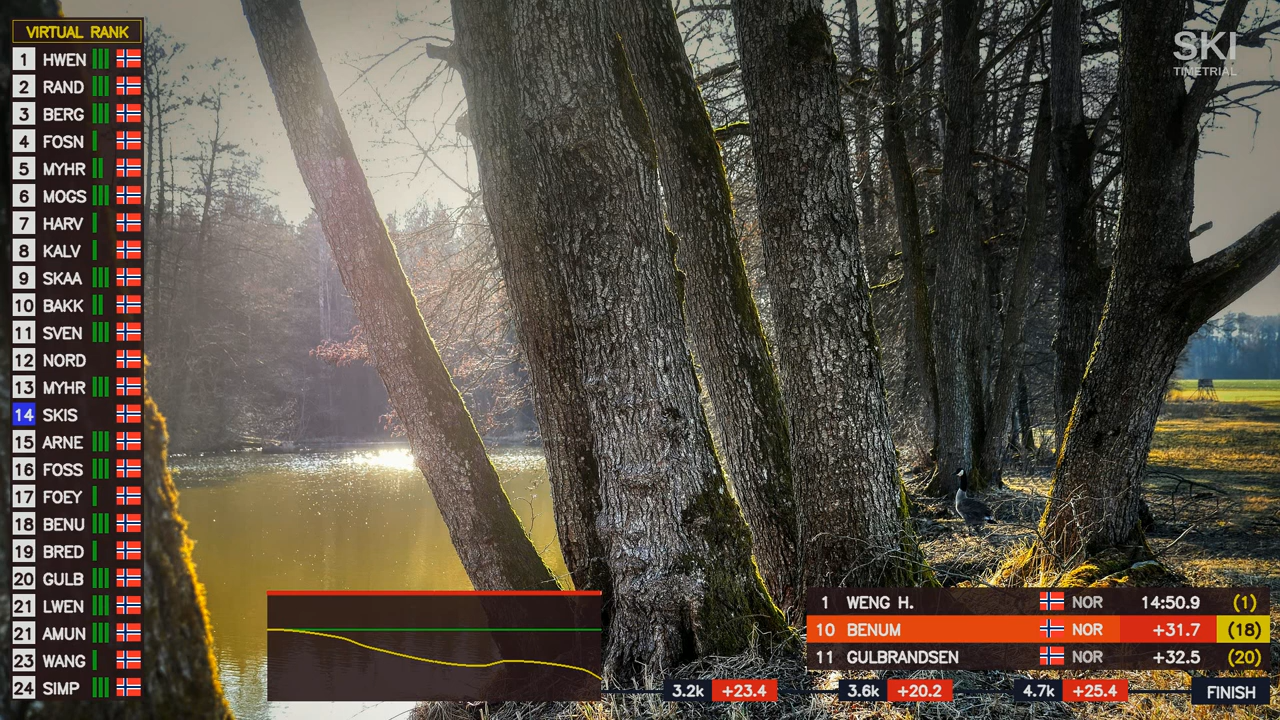 VIRTUAL RANK
1 HWEN
2 RAND
3 BERG
4 FOSN
5 MYHR
6 MOGS
7 HARV
8 KALV
9 SKAA
10 BAKK
11 SVEN
12 NORD
13 MYHR
14 SKIS
15 ARNE
16 FOSS
17 FOEY
18 BENU
19 BRED
20 GULB
21 LWEN
21 AMUN
23 WANG
24 SIMP
SKI
TIMETRIAL
1 WENG H. NOR 14:50.9 (1)
10 BENUM NOR +31.7 (18)
11 GULBRANDSEN NOR +32.5 (20)
3.2k +23.4 3.6k +20.2 4.7k +25.4 FINISH